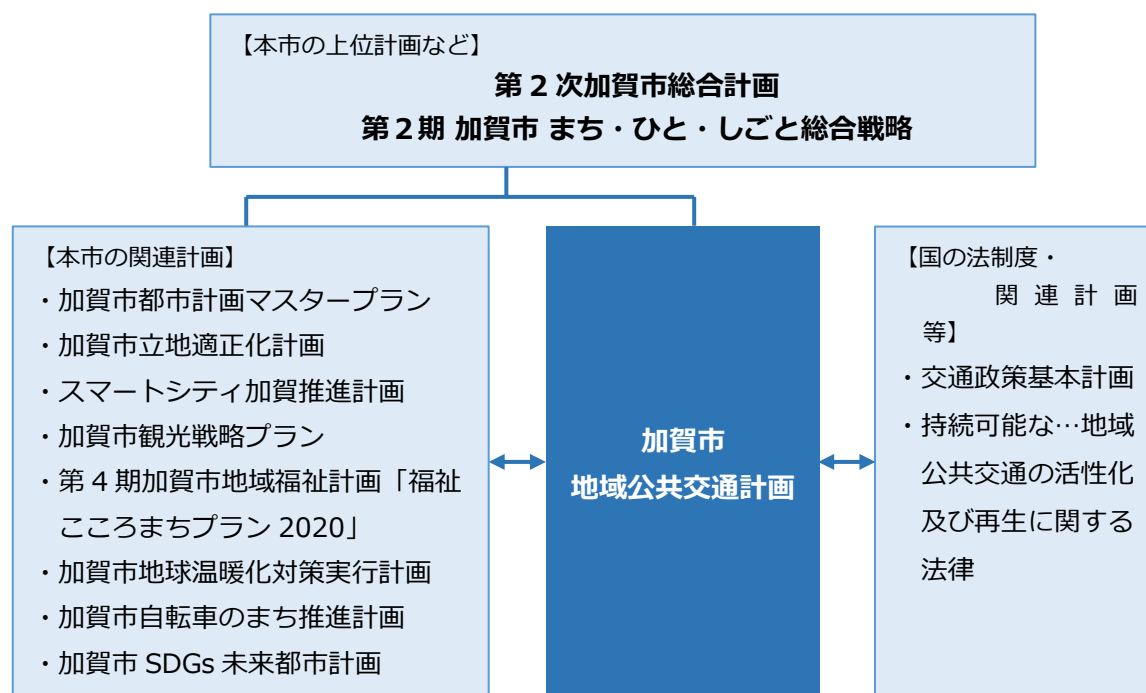 【本市の上位計画など】
第２次加賀市総合計画
第２期 加賀市 まち・ひと・しごと総合戦略
【本市の関連計画】
・加賀市都市計画マスタープラン
・加賀市立地適正化計画
・スマートシティ加賀推進計画
・加賀市観光戦略プラン
・第４期加賀市地域福祉計画「福祉
こころまちプラン 2020」
・加賀市地球温暖化対策実行計画
・加賀市自転車のまち推進計画
・加賀市 SDGs 未来都市計画
加賀市
地域公共交通計画
【国の法制度・
関連計画
等】
・交通政策基本計画
・持続可能な…地域
公共交通の活性化
及び再生に関する
法律